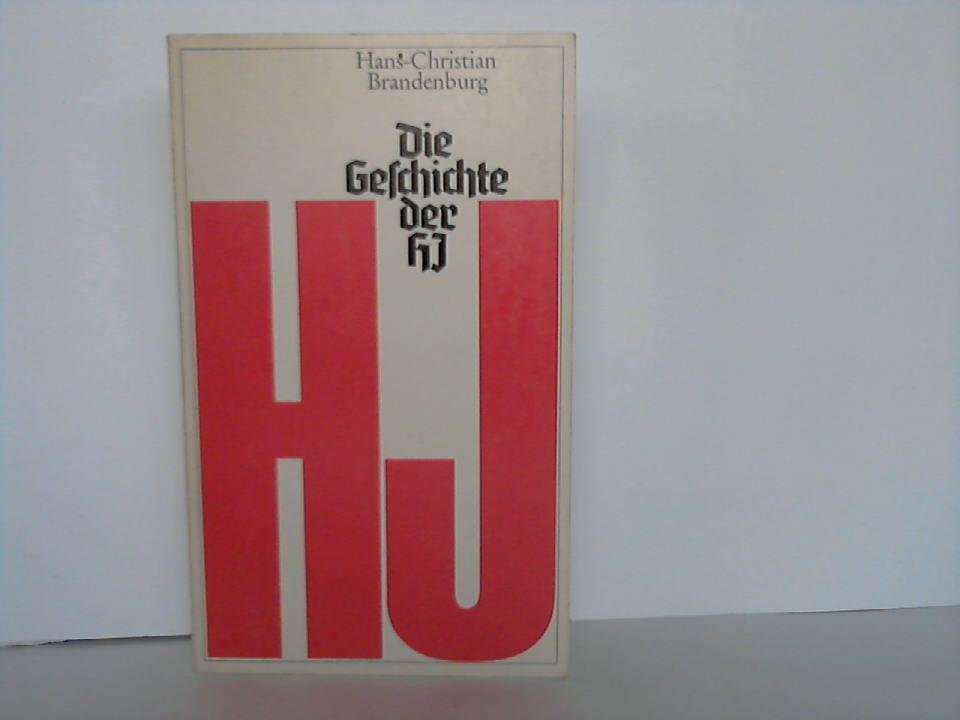 Hans-Christian
Brandenburg
Die
Geſchichte
der
HJ
HJ